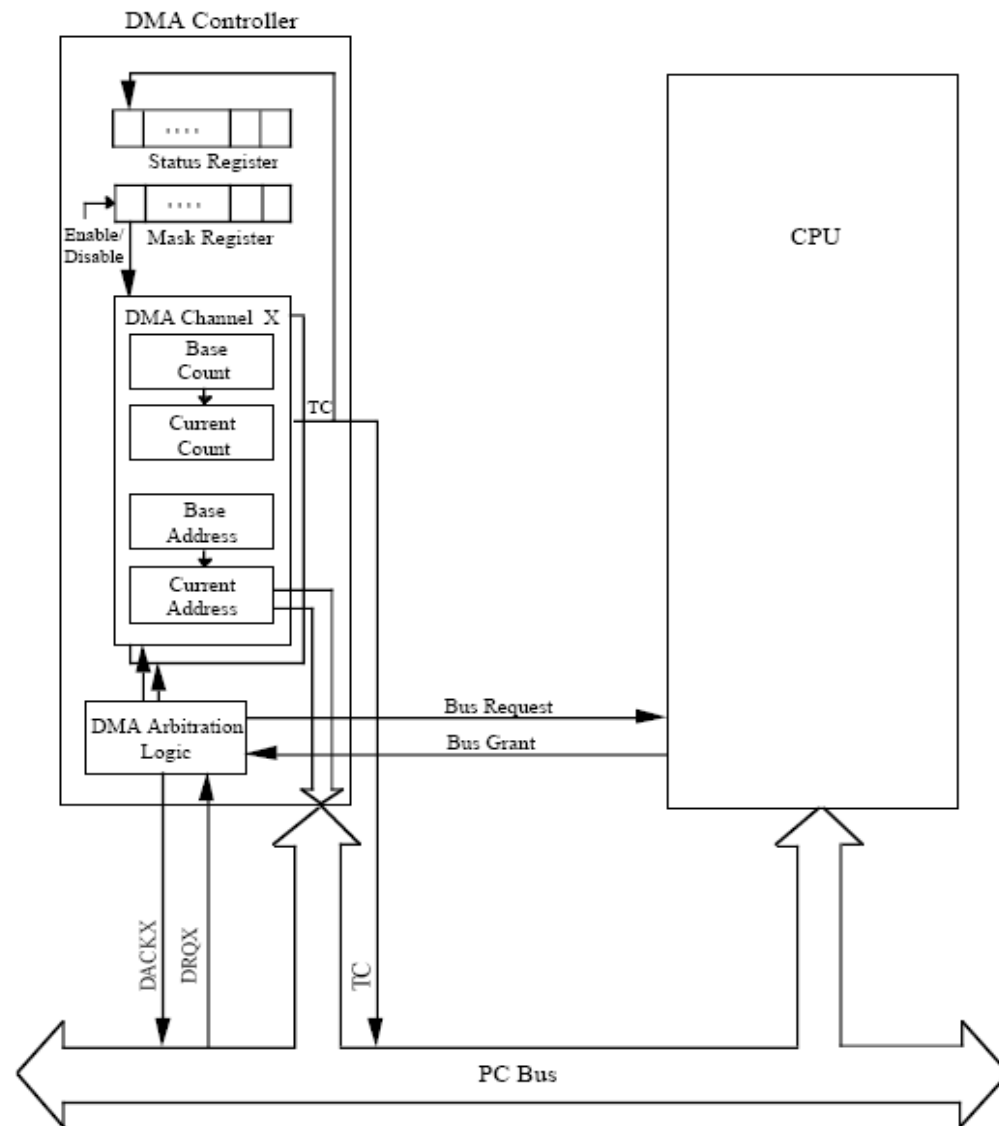 DMA Controller
....
Status Register
....
Enable/
Disable
Mask Register
CPU
DMA Channel X
Base
Count
TC
Current
Count
Base
Address
Current
Address
DMA Arbitration
Logic
Bus Request
Bus Grant
DACKX
DRQX
TC
PC Bus